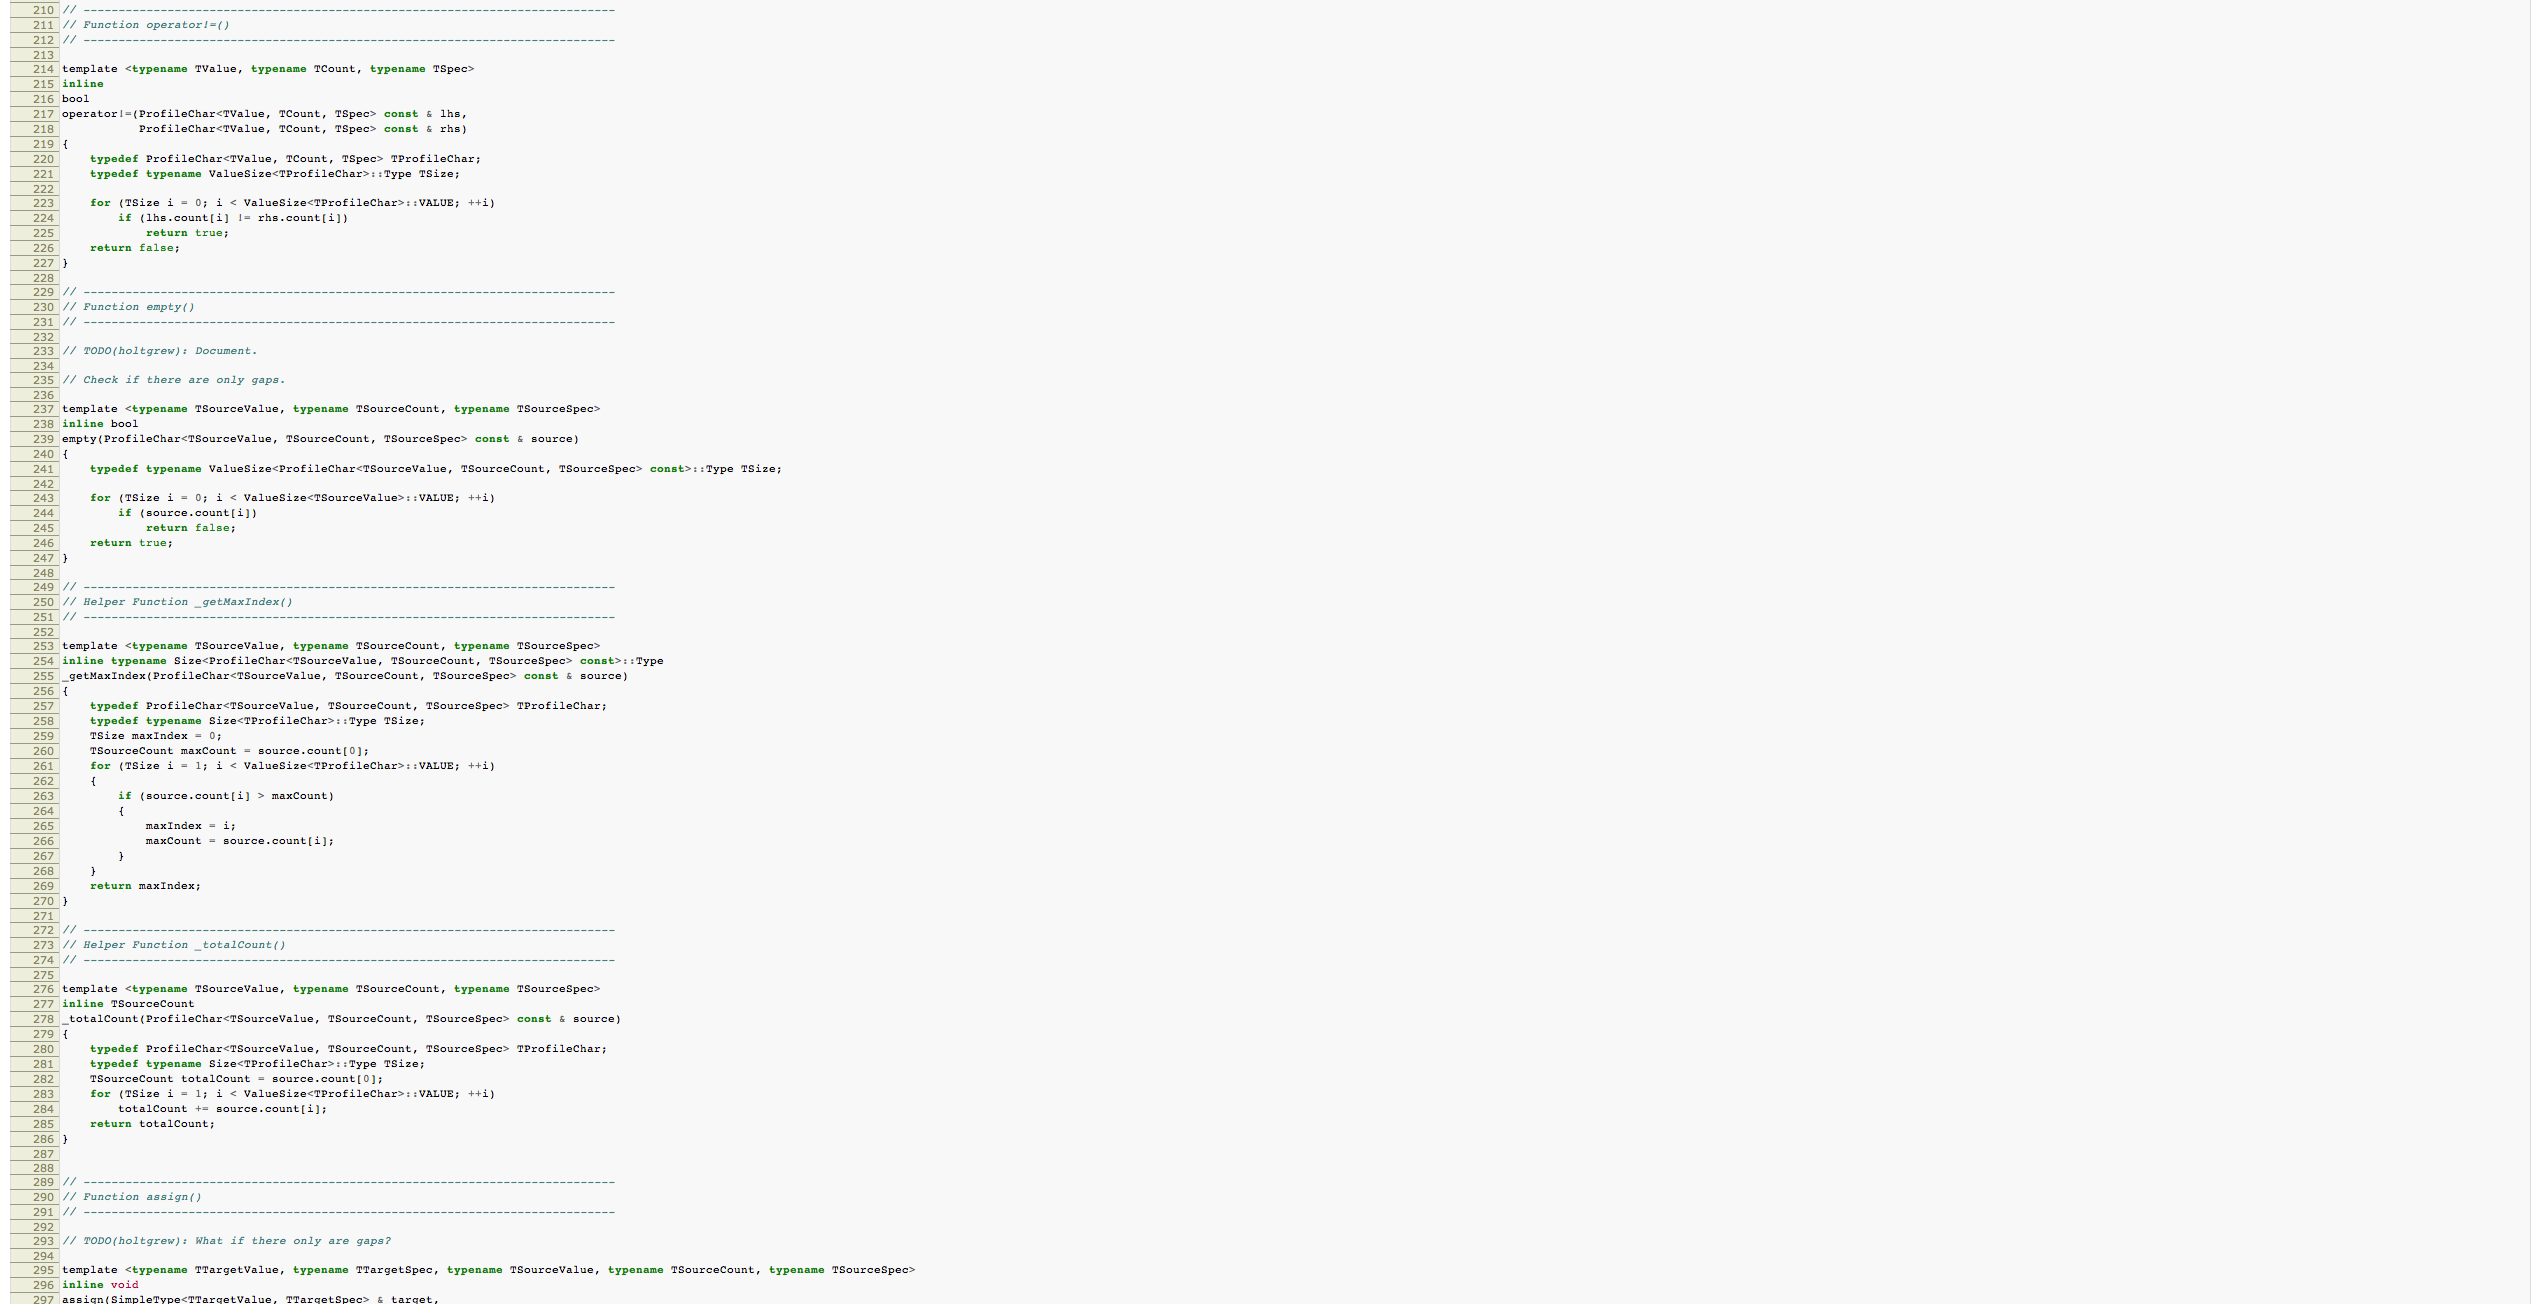 210 // ----------------------------------------------------------------------------
211 // Function operator!=()
212 // ----------------------------------------------------------------------------
213
214 template <typename TValue, typename TCount, typename TSpec>
215 inline
216 bool
217 operator!=(ProfileChar<TValue, TCount, TSpec> const & lhs,
218            ProfileChar<TValue, TCount, TSpec> const & rhs)
219 {
220     typedef ProfileChar<TValue, TCount, TSpec> TProfileChar;
221     typedef typename ValueSize<TProfileChar>::Type TSize;
222
223     for (TSize i = 0; i < ValueSize<TProfileChar>::VALUE; ++i)
224         if (lhs.count[i] != rhs.count[i])
225             return true;
226     return false;
227 }
228
229 // ----------------------------------------------------------------------------
230 // Function empty()
231 // ----------------------------------------------------------------------------
232
233 // TODO(holtgrew): Document.
234
235 // Check if there are only gaps.
236
237 template <typename TSourceValue, typename TSourceCount, typename TSourceSpec>
238 inline bool
239 empty(ProfileChar<TSourceValue, TSourceCount, TSourceSpec> const & source)
240 {
241     typedef typename ValueSize<ProfileChar<TSourceValue, TSourceCount, TSourceSpec> const>::Type TSize;
242
243     for (TSize i = 0; i < ValueSize<TSourceValue>::VALUE; ++i)
244         if (source.count[i])
245             return false;
246     return true;
247 }
248
249 // ----------------------------------------------------------------------------
250 // Helper Function _getMaxIndex()
251 // ----------------------------------------------------------------------------
252
253 template <typename TSourceValue, typename TSourceCount, typename TSourceSpec>
254 inline typename Size<ProfileChar<TSourceValue, TSourceCount, TSourceSpec> const>::Type
255 _getMaxIndex(ProfileChar<TSourceValue, TSourceCount, TSourceSpec> const & source)
256 {
257     typedef ProfileChar<TSourceValue, TSourceCount, TSourceSpec> TProfileChar;
258     typedef typename Size<TProfileChar>::Type TSize;
259     TSize maxIndex = 0;
260     TSourceCount maxCount = source.count[0];
261     for (TSize i = 1; i < ValueSize<TProfileChar>::VALUE; ++i)
262     {
263         if (source.count[i] > maxCount)
264         {
265             maxIndex = i;
266             maxCount = source.count[i];
267         }
268     }
269     return maxIndex;
270 }
271
272 // ----------------------------------------------------------------------------
273 // Helper Function _totalCount()
274 // ----------------------------------------------------------------------------
275
276 template <typename TSourceValue, typename TSourceCount, typename TSourceSpec>
277 inline TSourceCount
278 _totalCount(ProfileChar<TSourceValue, TSourceCount, TSourceSpec> const & source)
279 {
280     typedef ProfileChar<TSourceValue, TSourceCount, TSourceSpec> TProfileChar;
281     typedef typename Size<TProfileChar>::Type TSize;
282     TSourceCount totalCount = source.count[0];
283     for (TSize i = 1; i < ValueSize<TProfileChar>::VALUE; ++i)
284         totalCount += source.count[i];
285     return totalCount;
286 }
287
288
289 // ----------------------------------------------------------------------------
290 // Function assign()
291 // ----------------------------------------------------------------------------
292
293 // TODO(holtgrew): What if there only are gaps?
294
295 template <typename TTargetValue, typename TTargetSpec, typename TSourceValue, typename TSourceCount, typename TSourceSpec>
296 inline void
297 assign(SimpleType<TTargetValue, TTargetSpec> & target,